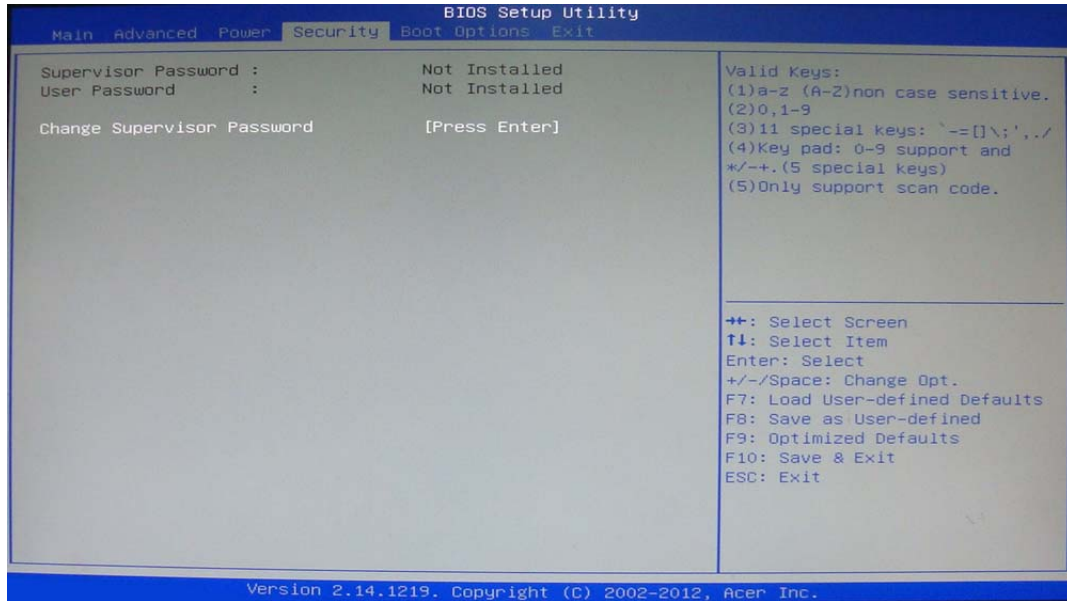 BIOS Setup Utility
Main Advanced Power Security Boot Options Exit
Supervisor Password : Not Installed
User Password : Not Installed
Change Supervisor Password [Press Enter]
Valid Keys:
(1)a-z (A-Z)non case sensitive.
(2)0,1-9
(3)11 special keys: `-=[]\;',./
(4)Key pad: 0-9 support and
*/-+.(5 special keys)
(5)Only support scan code.
→←: Select Screen
↑↓: Select Item
Enter: Select
+/-/Space: Change Opt.
F7: Load User-defined Defaults
F8: Save as User-defined
F9: Optimized Defaults
F10: Save & Exit
ESC: Exit
Version 2.14.1219. Copyright (C) 2002-2012, Acer Inc.